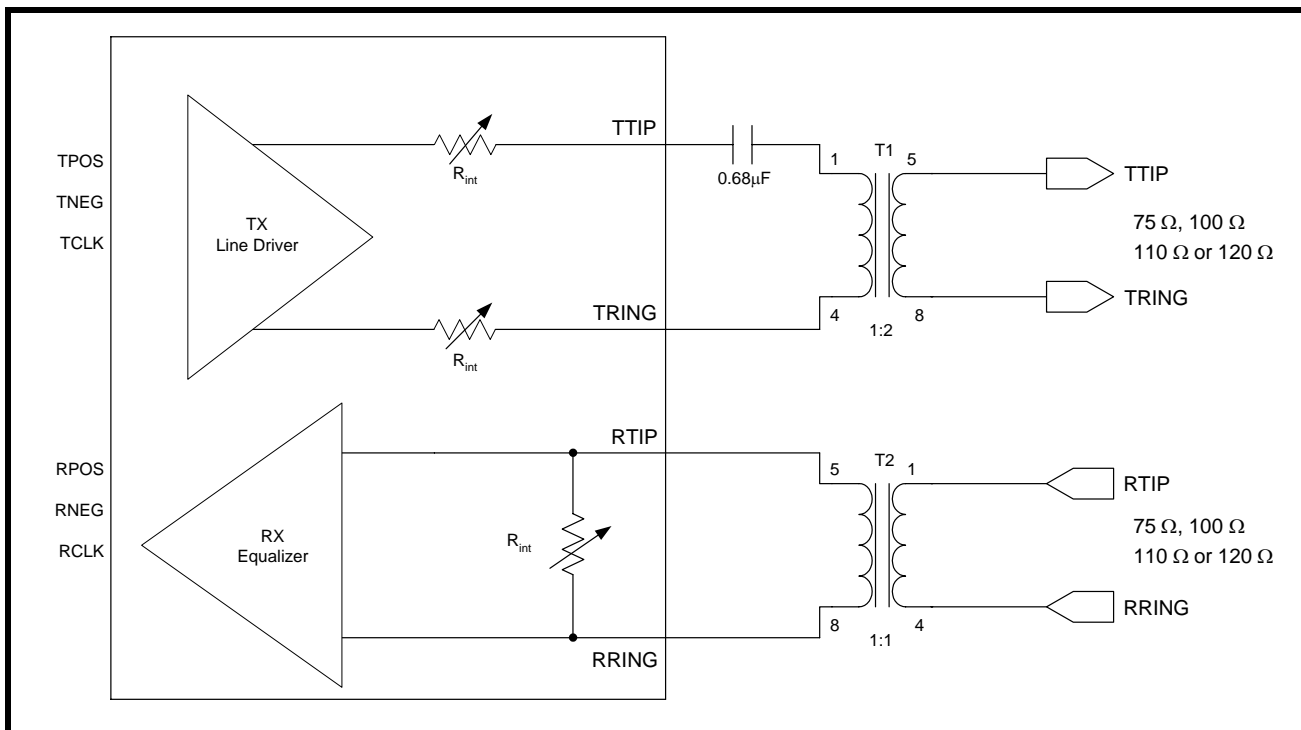 TPOS
TNEG
TCLK
TX
Line Driver
R_int
R_int
TTIP
TRING
0.68μF
1
4
T1
1:2
5
8
TTIP
75 Ω, 100 Ω
110 Ω or 120 Ω
TRING
RPOS
RNEG
RCLK
RX
Equalizer
R_int
RTIP
RRING
5
8
T2
1:1
1
4
RTIP
75 Ω, 100 Ω
110 Ω or 120 Ω
RRING